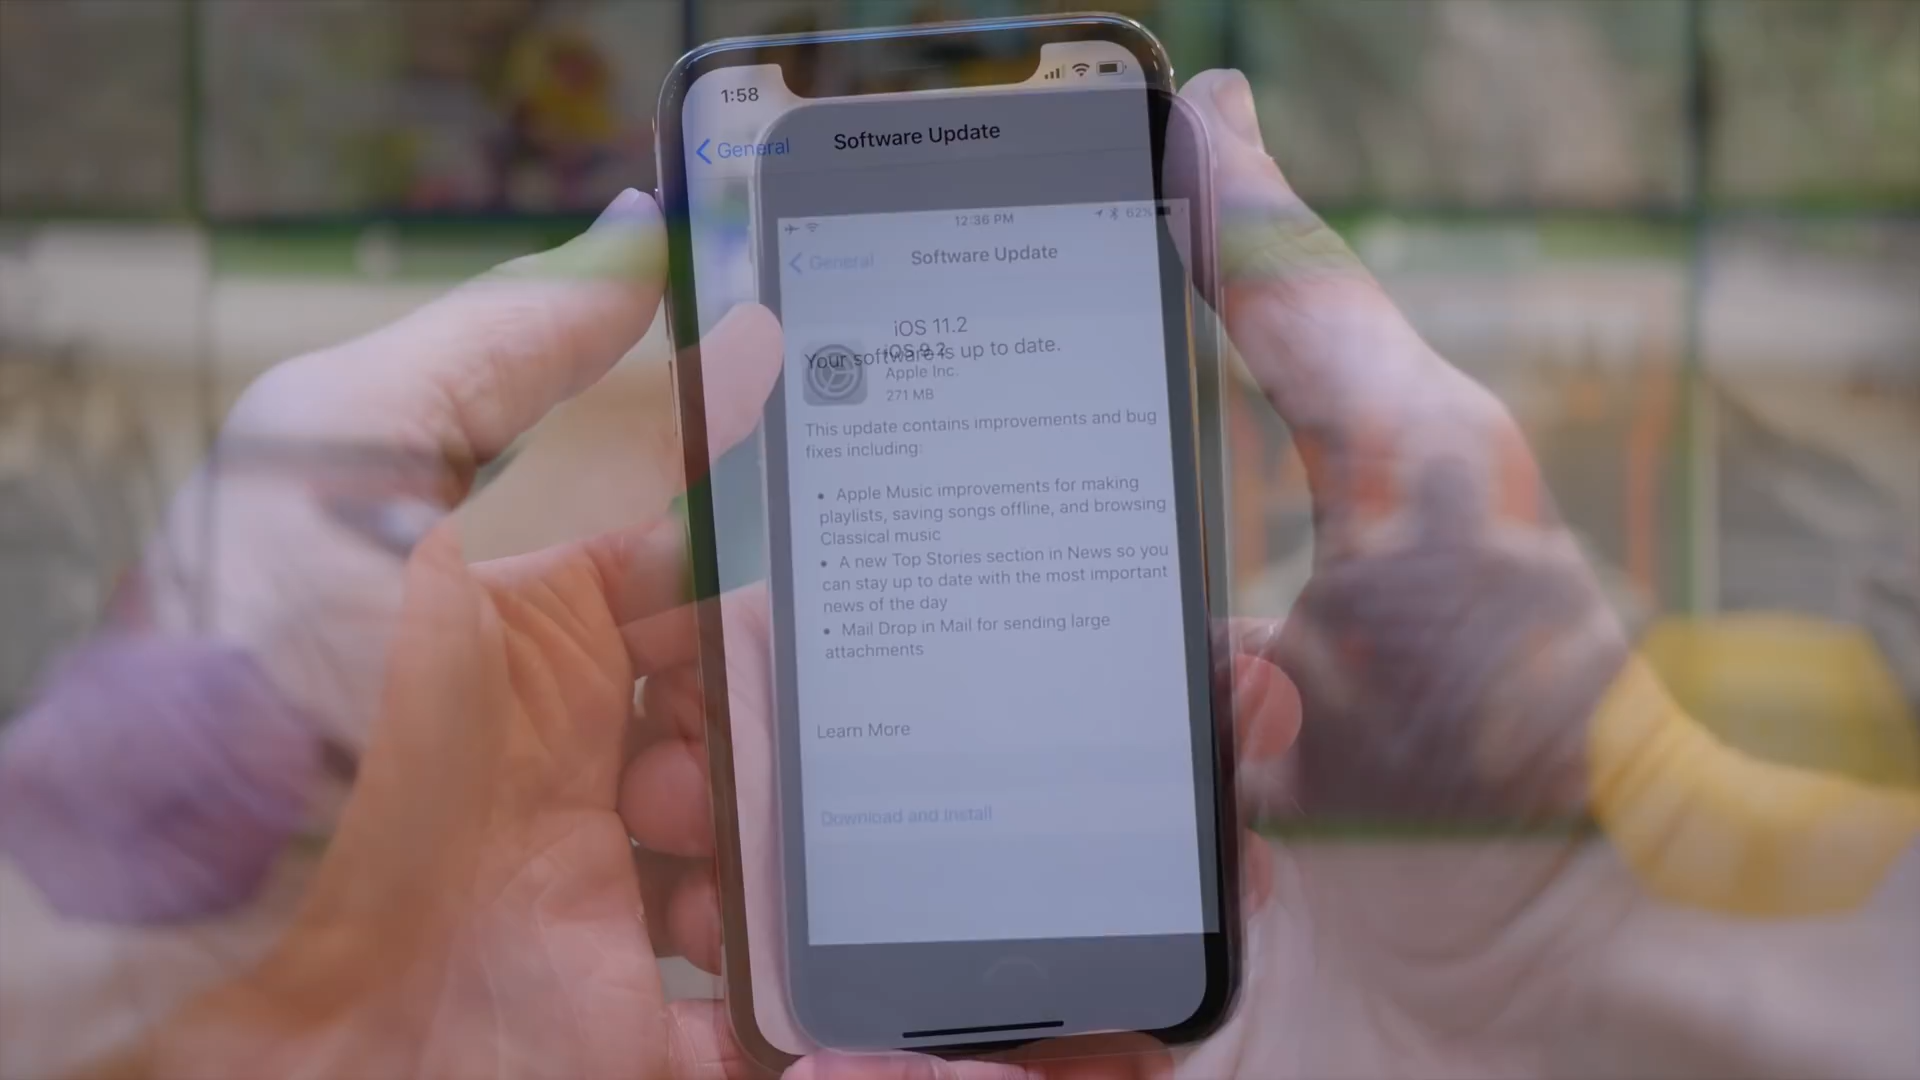 1:58
General
Software Update
12:36 PM
62%
General
Software Update
iOS 11.2
Your software is up to date.
iOS 9.2
Apple Inc.
271 MB
This update contains improvements and bug
fixes including:
• Apple Music improvements for making
playlists, saving songs offline, and browsing
Classical music
• A new Top Stories section in News so you
can stay up to date with the most important
news of the day
• Mail Drop in Mail for sending large
attachments
Learn More
Download and Install